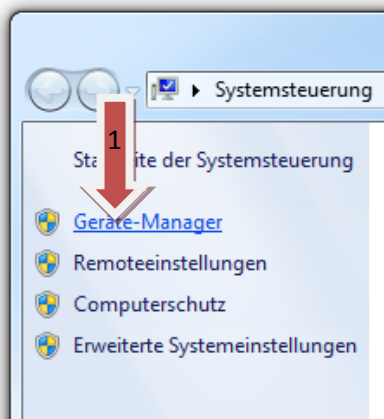 Systemsteuerung
1
der Systemsteuerung
Geräte-Manager
Remoteeinstellungen
Computerschutz
Erweiterte Systemeinstellungen